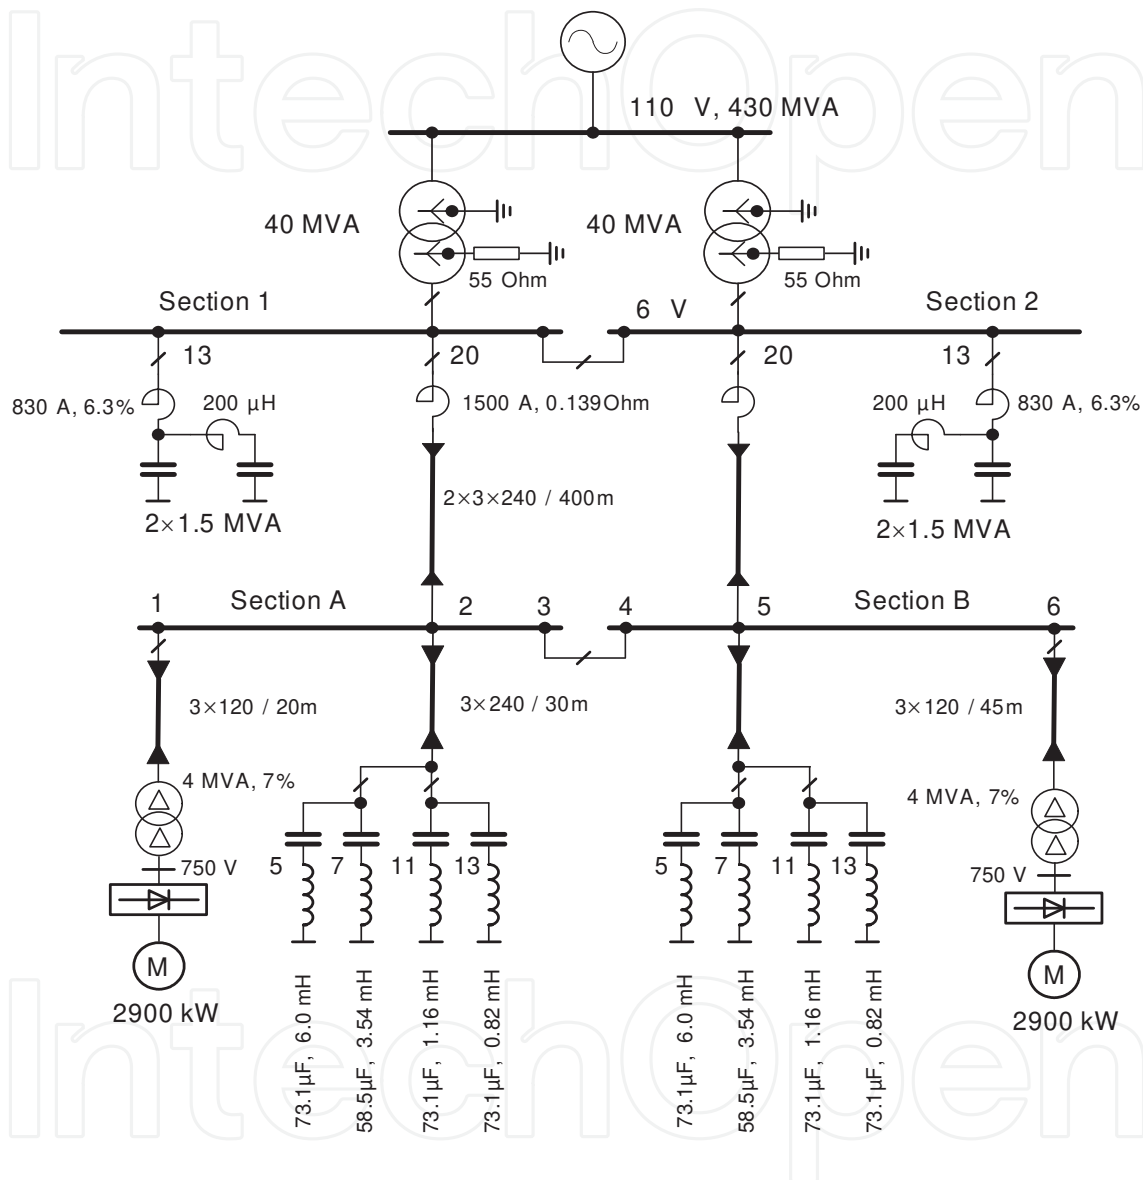 IntechOpen
110 V, 430 MVA
40 MVA
40 MVA
55 Ohm
55 Ohm
Section 1
6 V
Section 2
13
20
20
13
830 A, 6.3%
200 µH
1500 A, 0.139Ohm
200 µH
830 A, 6.3%
2×3×240 / 400m
2×1.5 MVA
2×1.5 MVA
1
Section A
2
3
4
5
Section B
6
3×120 / 20m
3×240 / 30m
3×120 / 45m
4 MVA, 7%
4 MVA, 7%
5
7
11
13
5
7
11
13
750 V
750 V
M
M
2900 kW
2900 kW
73.1µF, 6.0 mH
58.5µF, 3.54 mH
73.1µF, 1.16 mH
73.1µF, 0.82 mH
73.1µF, 6.0 mH
58.5µF, 3.54 mH
73.1µF, 1.16 mH
73.1µF, 0.82 mH
IntechOpen